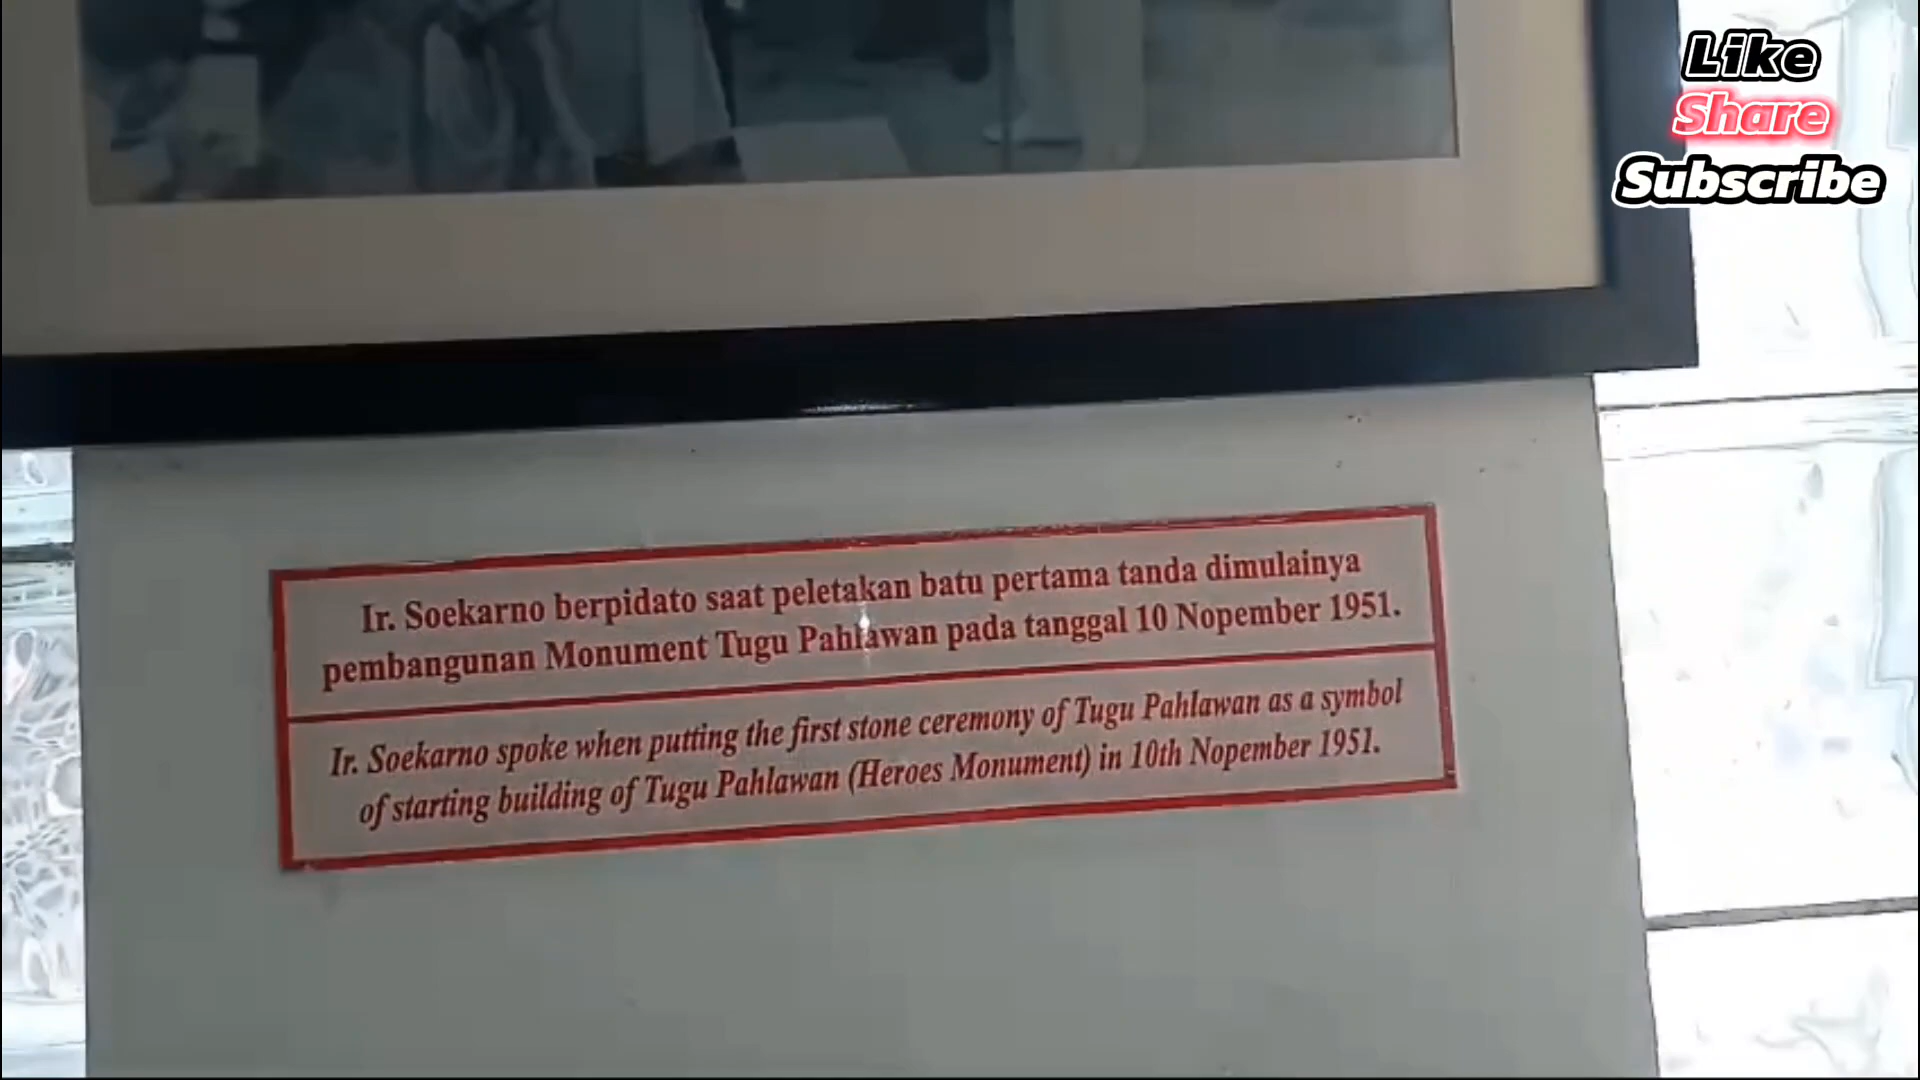 Like
Share
Subscribe
Ir. Soekarno berpidato saat peletakan batu pertama tanda dimulainya
pembangunan Monument Tugu Pahlawan pada tanggal 10 Nopember 1951.
Ir. Soekarno spoke when putting the first stone ceremony of Tugu Pahlawan as a symbol
of starting building of Tugu Pahlawan (Heroes Monument) in 10th Nopember 1951.